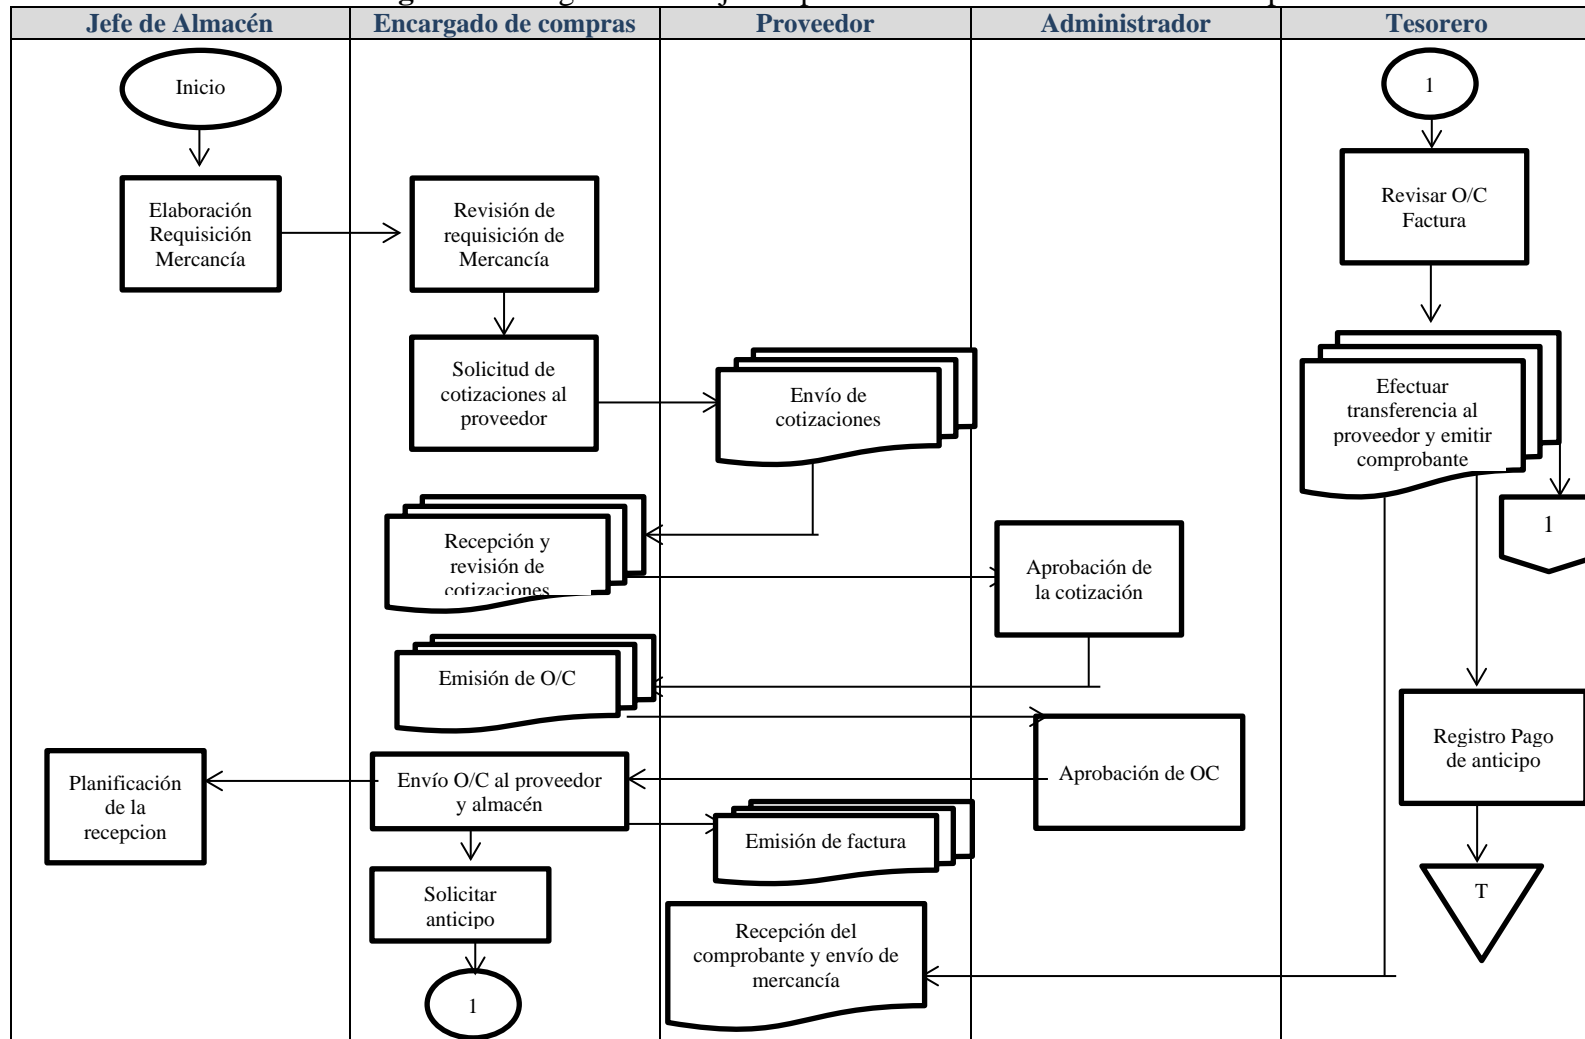 Jefe de Almacén
Encargado de compras
Proveedor
Administrador
Tesorero
Inicio
Elaboración
Requisición
Mercancía
Revisión de
requisición de
Mercancía
Solicitud de
cotizaciones al
proveedor
Envío de
cotizaciones
Recepción y
revisión de
cotizaciones
Aprobación de
la cotización
Emisión de O/C
Aprobación de OC
Envío O/C al proveedor
y almacén
Planificación
de la
recepcion
Emisión de factura
Solicitar
anticipo
1
Recepción del
comprobante y envío de
mercancía
1
Revisar O/C
Factura
Efectuar
transferencia al
proveedor y emitir
comprobante
1
Registro Pago
de anticipo
T